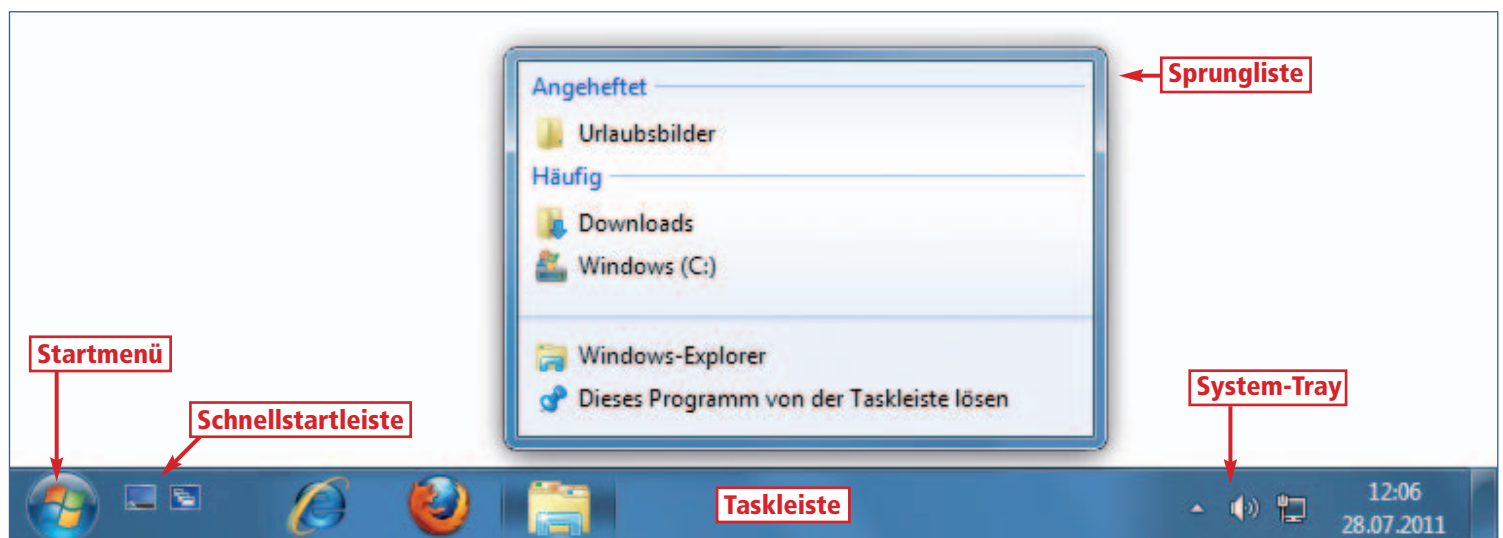 Sprungliste
Angeheftet
Urlaubsbilder
Häufig
Downloads
Windows (C:)
Windows-Explorer
Dieses Programm von der Taskleiste lösen
Startmenü
Schnellstartleiste
System-Tray
Taskleiste
12:06
28.07.2011